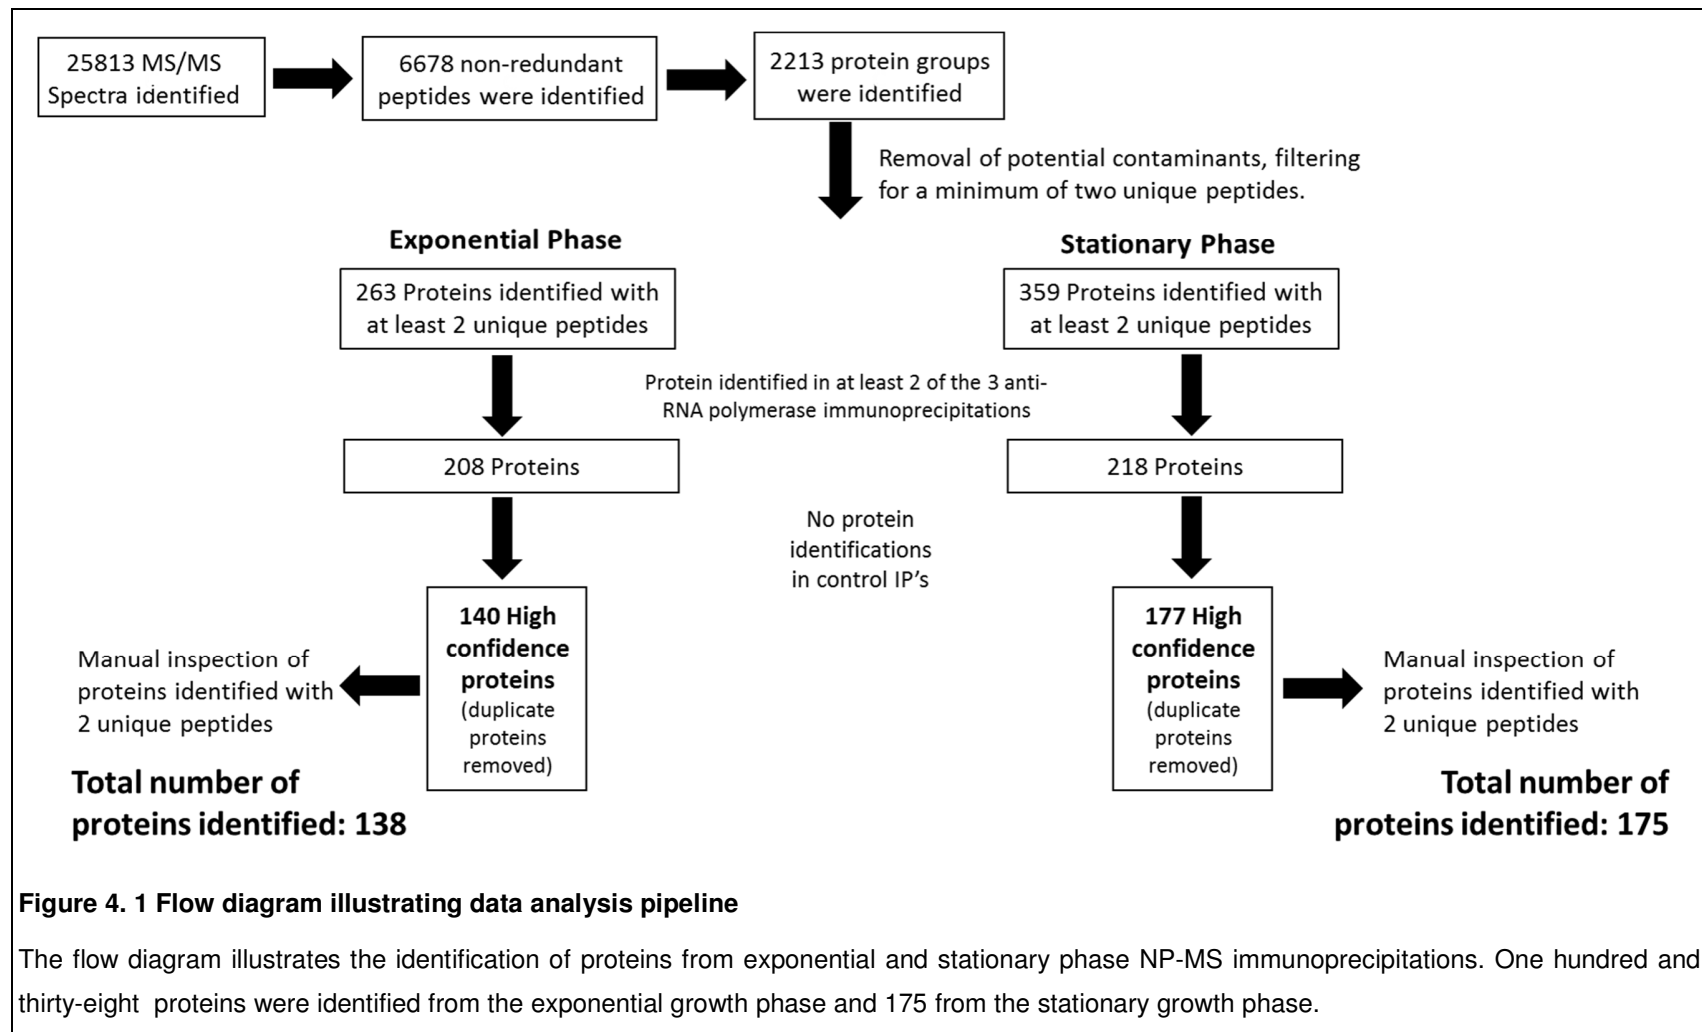 25813 MS/MS
Spectra identified
6678 non-redundant
peptides were identified
2213 protein groups
were identified
Removal of potential contaminants, filtering
for a minimum of two unique peptides.
Exponential Phase
Stationary Phase
263 Proteins identified with
at least 2 unique peptides
359 Proteins identified with
at least 2 unique peptides
Protein identified in at least 2 of the 3 anti-
RNA polymerase immunoprecipitations
208 Proteins
218 Proteins
No protein
identifications
in control IP's
140 High
confidence
proteins
(duplicate
proteins
removed)
177 High
confidence
proteins
(duplicate
proteins
removed)
Manual inspection of
proteins identified with
2 unique peptides
Manual inspection of
proteins identified with
2 unique peptides
Total number of
proteins identified: 138
Total number of
proteins identified: 175
Figure 4. 1 Flow diagram illustrating data analysis pipeline
The flow diagram illustrates the identification of proteins from exponential and stationary phase NP-MS immunoprecipitations. One hundred and
thirty-eight proteins were identified from the exponential growth phase and 175 from the stationary growth phase.